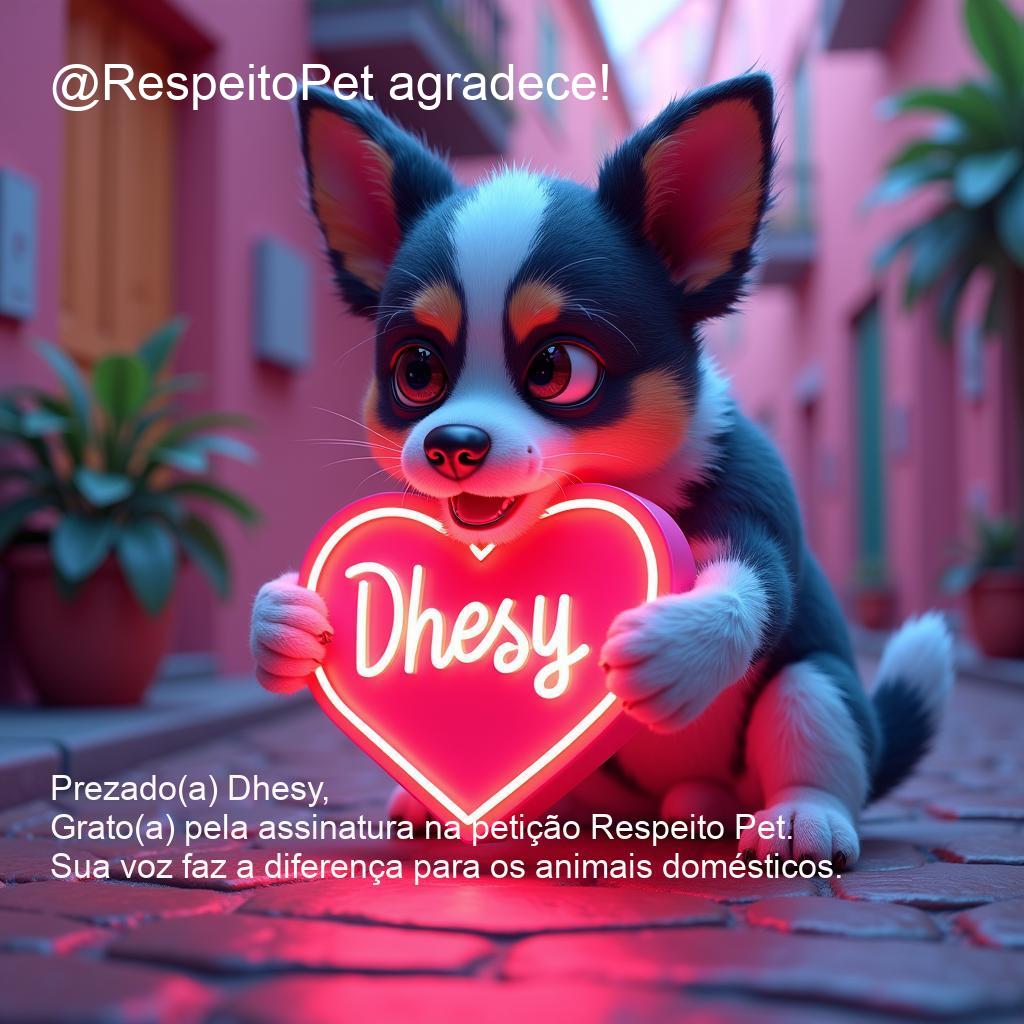 @RespeitoPet agradece!
Dhesy
Prezado(a) Dhesy,
Grato(a) pela assinatura na petição Respeito Pet.
Sua voz faz a diferença para os animais domésticos.